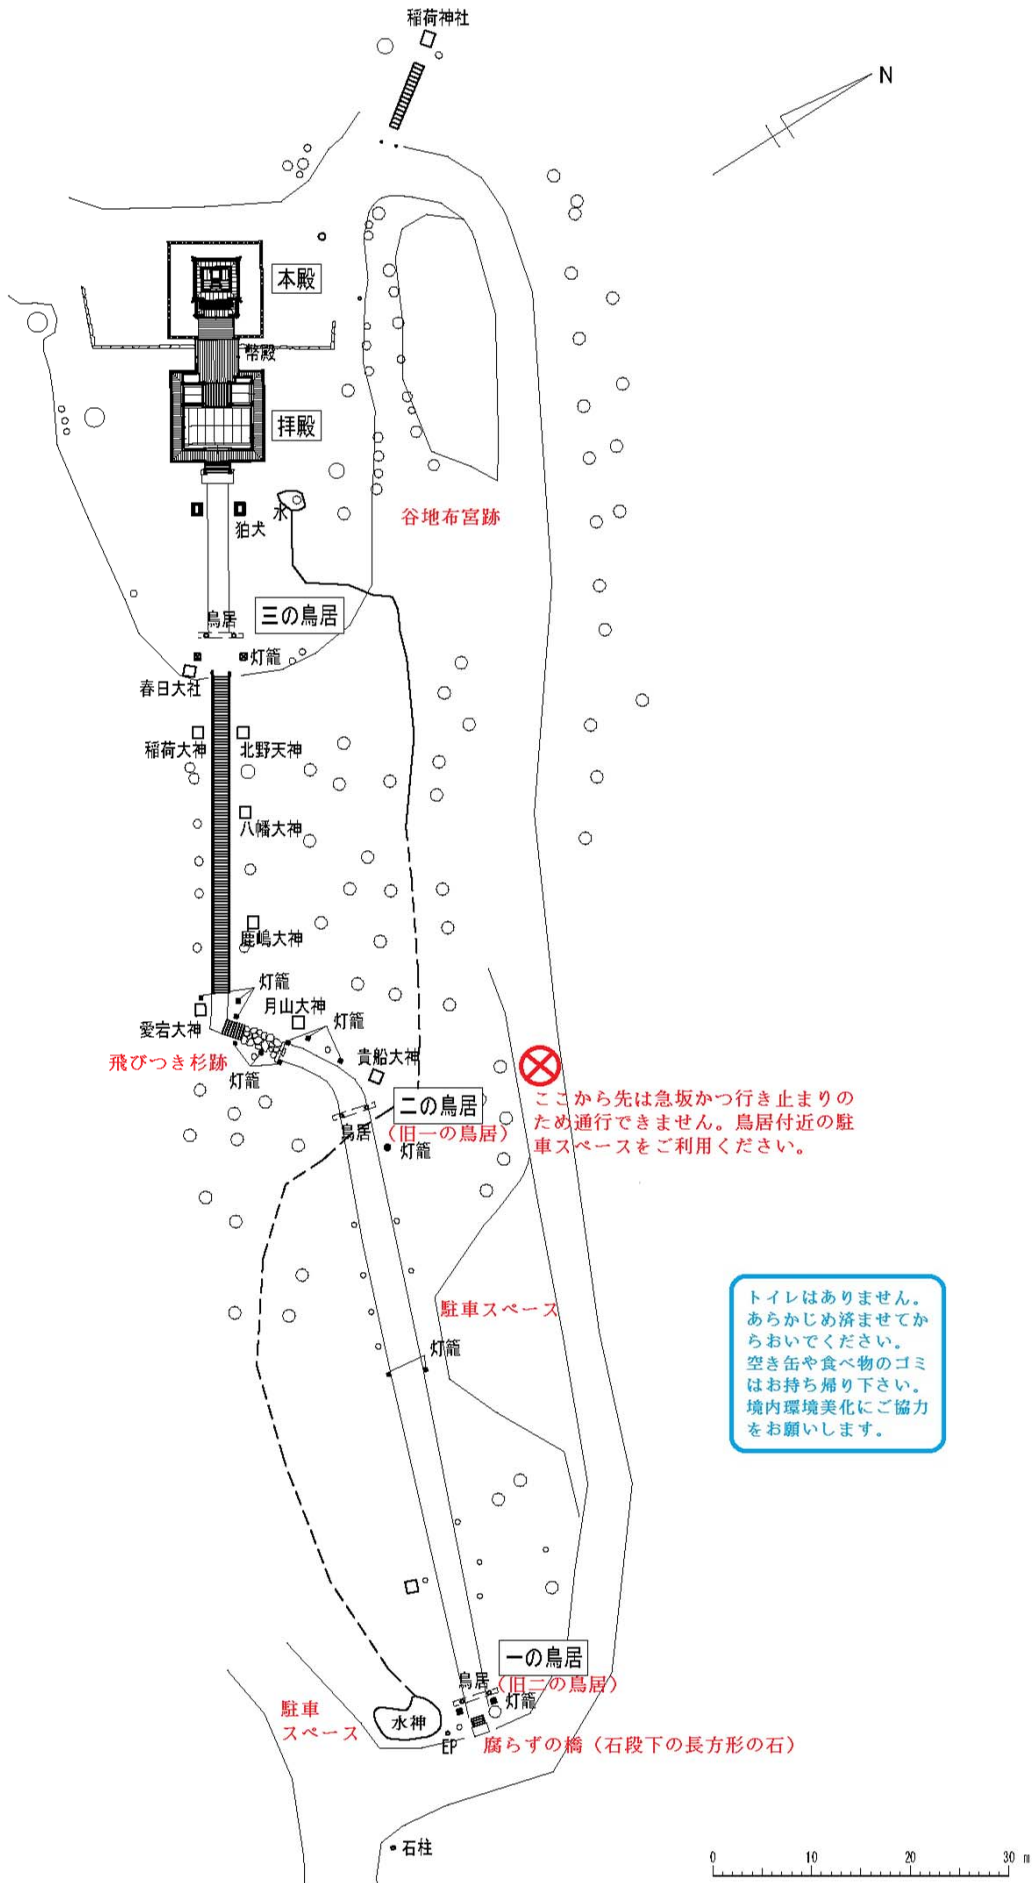 稲荷神社
N
本殿
幣殿
拝殿
水
狛犬
谷地布宮跡
鳥居
三の鳥居
灯籠
春日大社
稲荷大神
北野天神
八幡大神
鹿嶋大神
灯籠
月山大神
灯籠
愛宕大神
飛びつき杉跡
灯籠
貴船大神
二の鳥居
鳥居
(旧一の鳥居)
灯籠
ここから先は急坂かつ行き止まりの
ため通行できません。鳥居付近の駐
車スペースをご利用ください。
駐車スペース
灯籠
トイレはありません。
あらかじめ済ませてか
らおいでください。
空き缶や食べ物のゴミ
はお持ち帰り下さい。
境内環境美化にご協力
をお願いします。
一の鳥居
鳥居
(旧二の鳥居)
灯籠
駐車
スペース
水神
EP
腐らずの橋(石段下の長方形の石)
石柱
0 10 20 30 m